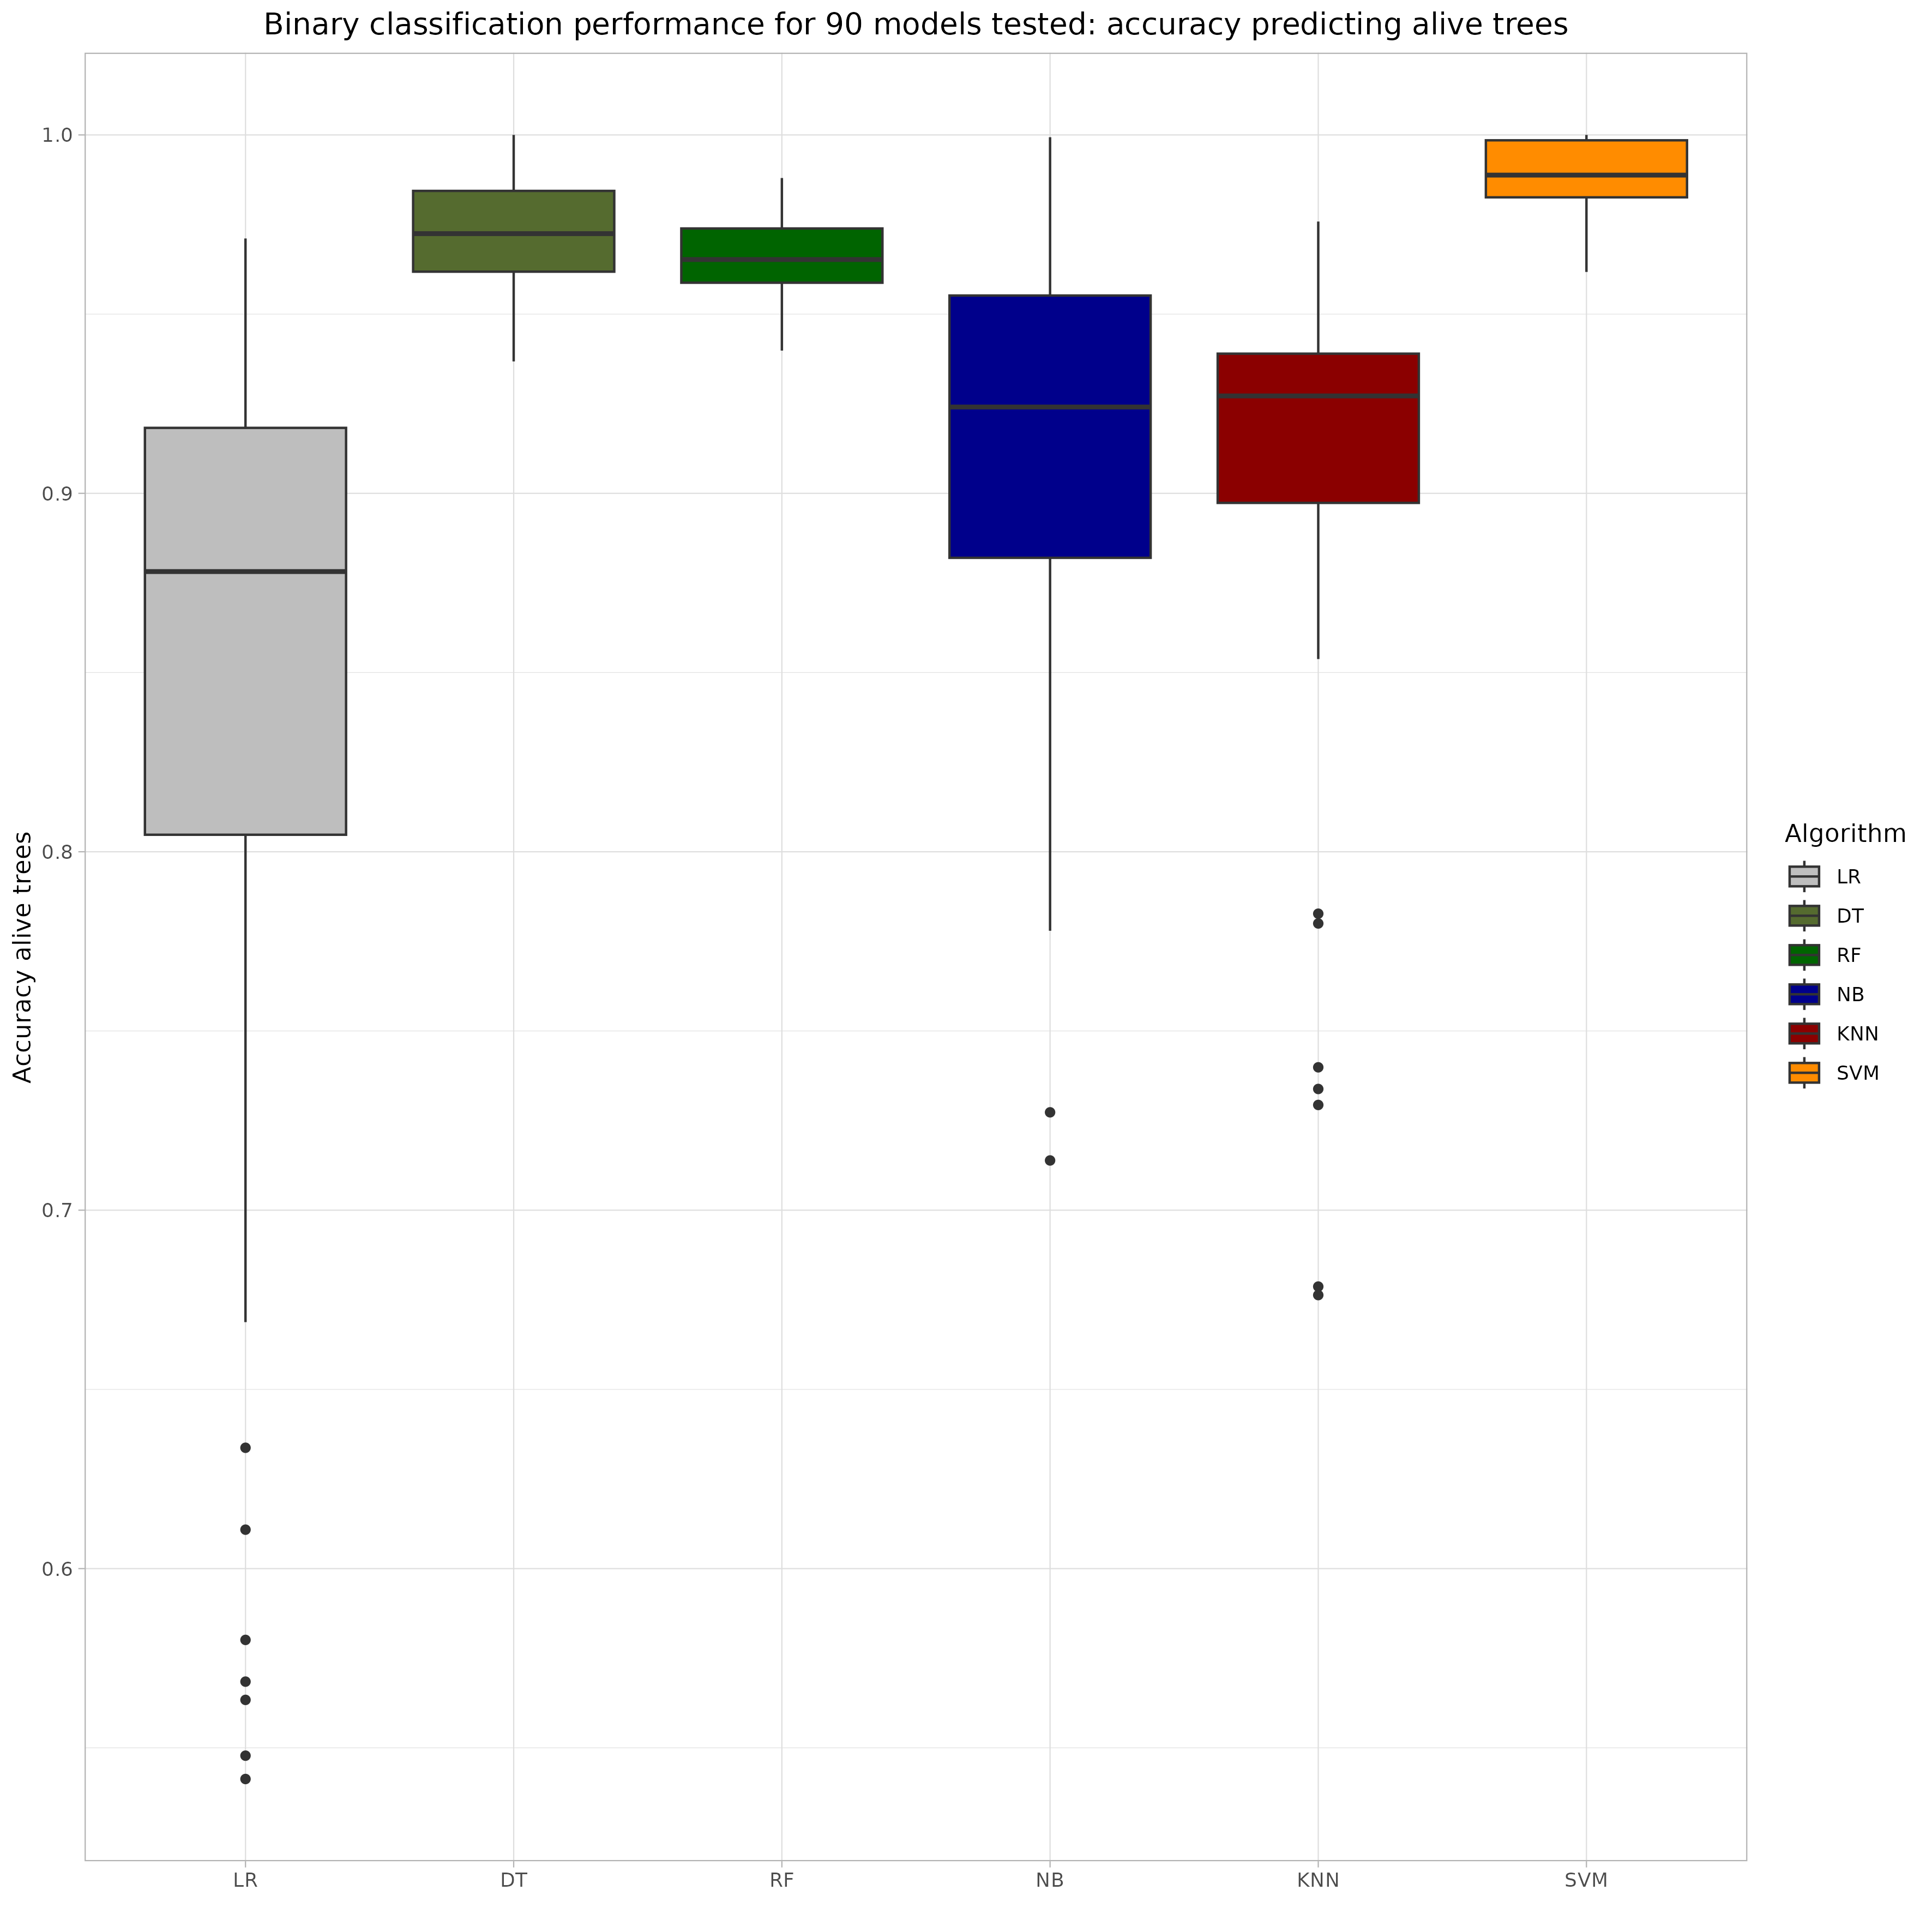 Binary classification performance for 90 models tested: accuracy predicting alive trees
Accuracy alive trees
1.0
0.9
0.8
0.7
0.6
LR
DT
RF
NB
KNN
SVM
Algorithm
LR
DT
RF
NB
KNN
SVM